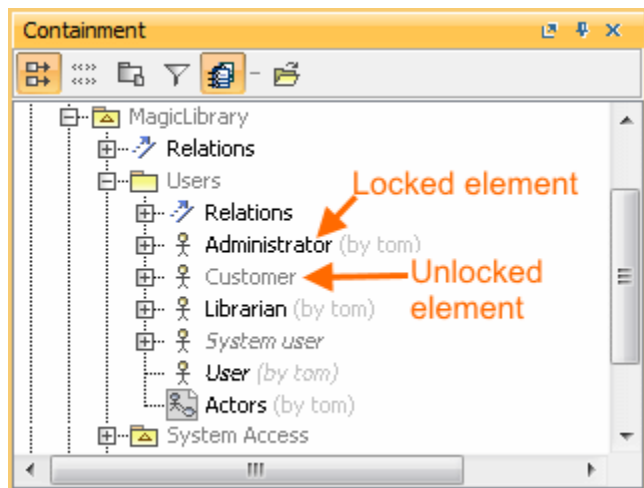 Containment
MagicLibrary
Relations
Users
Locked element
Relations
Administrator (by tom)
Customer
Unlocked
element
Librarian (by tom)
System user
User (by tom)
Actors (by tom)
System Access